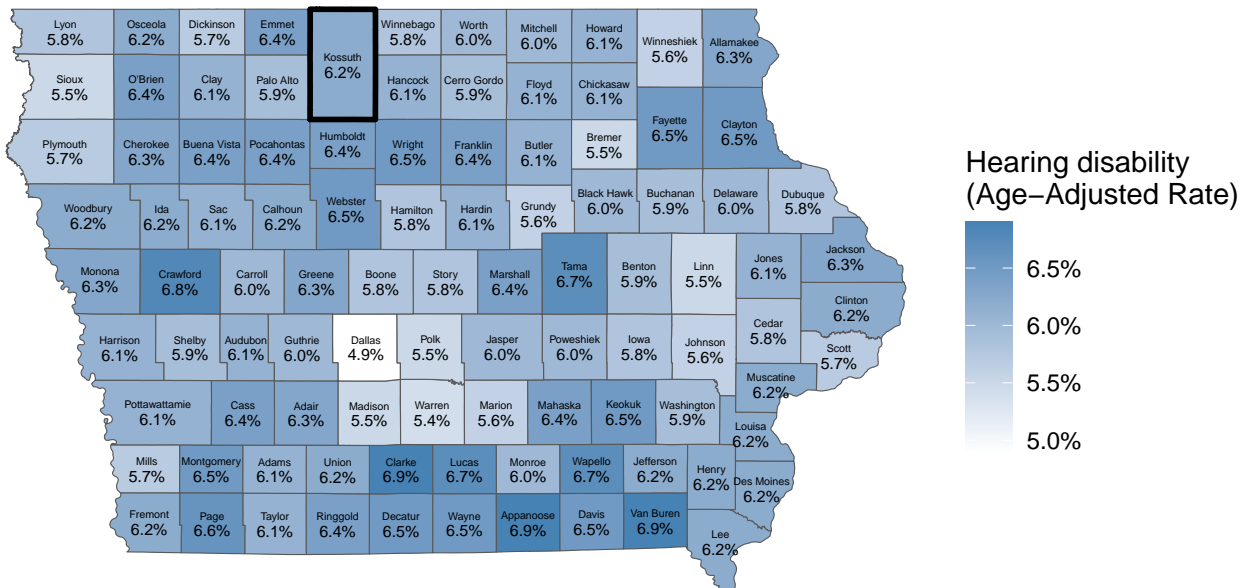 Lyon
5.8%
Osceola
6.2%
Dickinson
5.7%
Emmet
6.4%
Kossuth
6.2%
Winnebago
5.8%
Worth
6.0%
Mitchell
6.0%
Howard
6.1%
Winneshiek
5.6%
Allamakee
6.3%
Sioux
5.5%
O'Brien
6.4%
Clay
6.1%
Palo Alto
5.9%
Hancock
6.1%
Cerro Gordo
5.9%
Floyd
6.1%
Chickasaw
6.1%
Fayette
6.5%
Clayton
6.5%
Plymouth
5.7%
Cherokee
6.3%
Buena Vista
6.4%
Pocahontas
6.4%
Humboldt
6.4%
Wright
6.5%
Franklin
6.4%
Butler
6.1%
Bremer
5.5%
Woodbury
6.2%
Ida
6.2%
Sac
6.1%
Calhoun
6.2%
Webster
6.5%
Hamilton
5.8%
Hardin
6.1%
Grundy
5.6%
Black Hawk
6.0%
Buchanan
5.9%
Delaware
6.0%
Dubuque
5.8%
Monona
6.3%
Crawford
6.8%
Carroll
6.0%
Greene
6.3%
Boone
5.8%
Story
5.8%
Marshall
6.4%
Tama
6.7%
Benton
5.9%
Linn
5.5%
Jones
6.1%
Jackson
6.3%
Clinton
6.2%
Harrison
6.1%
Shelby
5.9%
Audubon
6.1%
Guthrie
6.0%
Dallas
4.9%
Polk
5.5%
Jasper
6.0%
Poweshiek
6.0%
Iowa
5.8%
Johnson
5.6%
Cedar
5.8%
Scott
5.7%
Muscatine
6.2%
Pottawattamie
6.1%
Cass
6.4%
Adair
6.3%
Madison
5.5%
Warren
5.4%
Marion
5.6%
Mahaska
6.4%
Keokuk
6.5%
Washington
5.9%
Louisa
6.2%
Mills
5.7%
Montgomery
6.5%
Adams
6.1%
Union
6.2%
Clarke
6.9%
Lucas
6.7%
Monroe
6.0%
Wapello
6.7%
Jefferson
6.2%
Henry
6.2%
Des Moines
6.2%
Fremont
6.2%
Page
6.6%
Taylor
6.1%
Ringgold
6.4%
Decatur
6.5%
Wayne
6.5%
Appanoose
6.9%
Davis
6.5%
Van Buren
6.9%
Lee
6.2%
Hearing disability
(Age−Adjusted Rate)
6.5%
6.0%
5.5%
5.0%